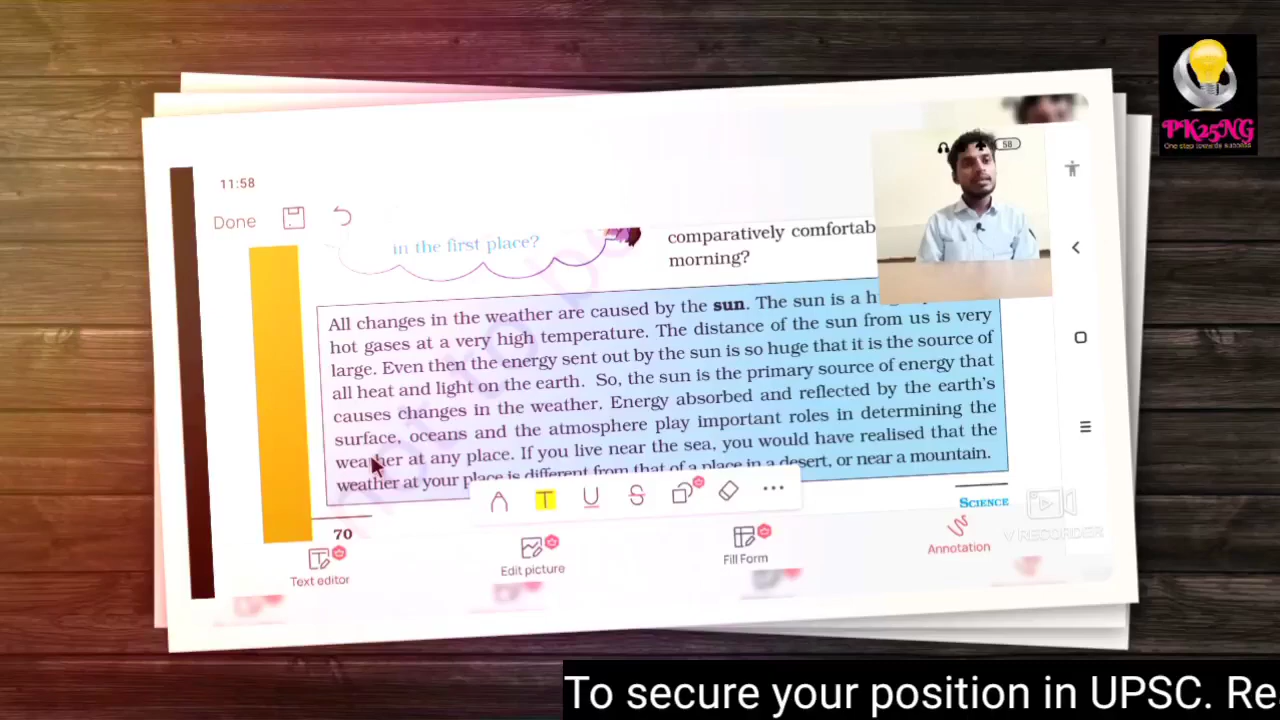 PK25NG
One step towards success
11:58
58
Done
in the first place?
comparatively comfortab
morning?
All changes in the weather are caused by the sun. The sun is a h
hot gases at a very high temperature. The distance of the sun from us is very
large. Even then the energy sent out by the sun is so huge that it is the source of
all heat and light on the earth. So, the sun is the primary source of energy that
causes changes in the weather. Energy absorbed and reflected by the earth's
surface, oceans and the atmosphere play important roles in determining the
weather at any place. If you live near the sea, you would have realised that the
weather at your place is different from that of a place in a desert, or near a mountain.
T
U
S
SCIENCE
70
V RECORDER
Text editor
Edit picture
Fill Form
Annotation
To secure your position in UPSC. Re